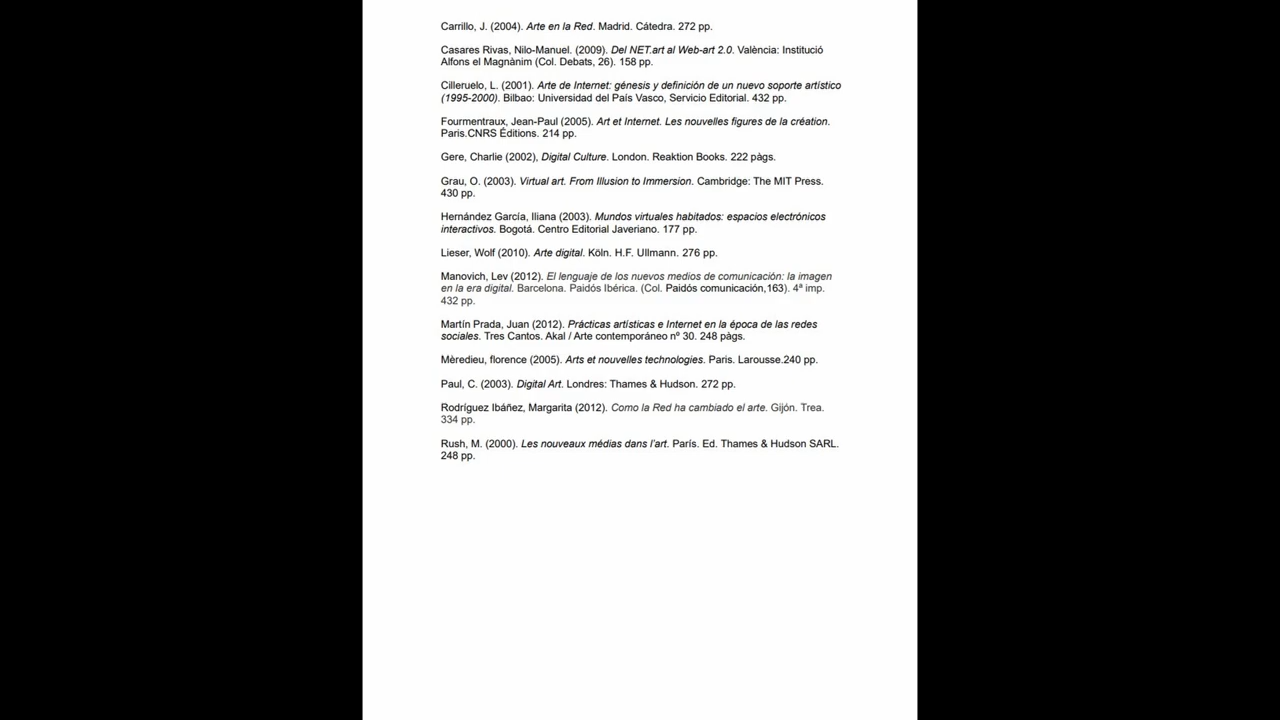 Carrillo, J. (2004). Arte en la Red. Madrid. Cátedra. 272 pp.
Casares Rivas, Nilo-Manuel. (2009). Del NET.art al Web-art 2.0. València: Institució
Alfons el Magnànim (Col. Debats, 26). 158 pp.
Cilleruelo, L. (2001). Arte de Internet: génesis y definición de un nuevo soporte artístico
(1995-2000). Bilbao: Universidad del País Vasco, Servicio Editorial. 432 pp.
Fourmentraux, Jean-Paul (2005). Art et Internet. Les nouvelles figures de la création.
Paris.CNRS Éditions. 214 pp.
Gere, Charlie (2002), Digital Culture. London. Reaktion Books. 222 pàgs.
Grau, O. (2003). Virtual art. From Illusion to Immersion. Cambridge: The MIT Press.
430 pp.
Hernández García, Iliana (2003). Mundos virtuales habitados: espacios electrónicos
interactivos. Bogotá. Centro Editorial Javeriano. 177 pp.
Lieser, Wolf (2010). Arte digital. Köln. H.F. Ullmann. 276 pp.
Manovich, Lev (2012). El lenguaje de los nuevos medios de comunicación: la imagen
en la era digital. Barcelona. Paidós Ibérica. (Col. Paidós comunicación,163). 4ª imp.
432 pp.
Martín Prada, Juan (2012). Prácticas artísticas e Internet en la época de las redes
sociales. Tres Cantos. Akal / Arte contemporáneo nº 30. 248 pàgs.
Mèredieu, florence (2005). Arts et nouvelles technologies. Paris. Larousse.240 pp.
Paul, C. (2003). Digital Art. Londres: Thames & Hudson. 272 pp.
Rodríguez Ibáñez, Margarita (2012). Como la Red ha cambiado el arte. Gijón. Trea.
334 pp.
Rush, M. (2000). Les nouveaux médias dans l'art. París. Ed. Thames & Hudson SARL.
248 pp.